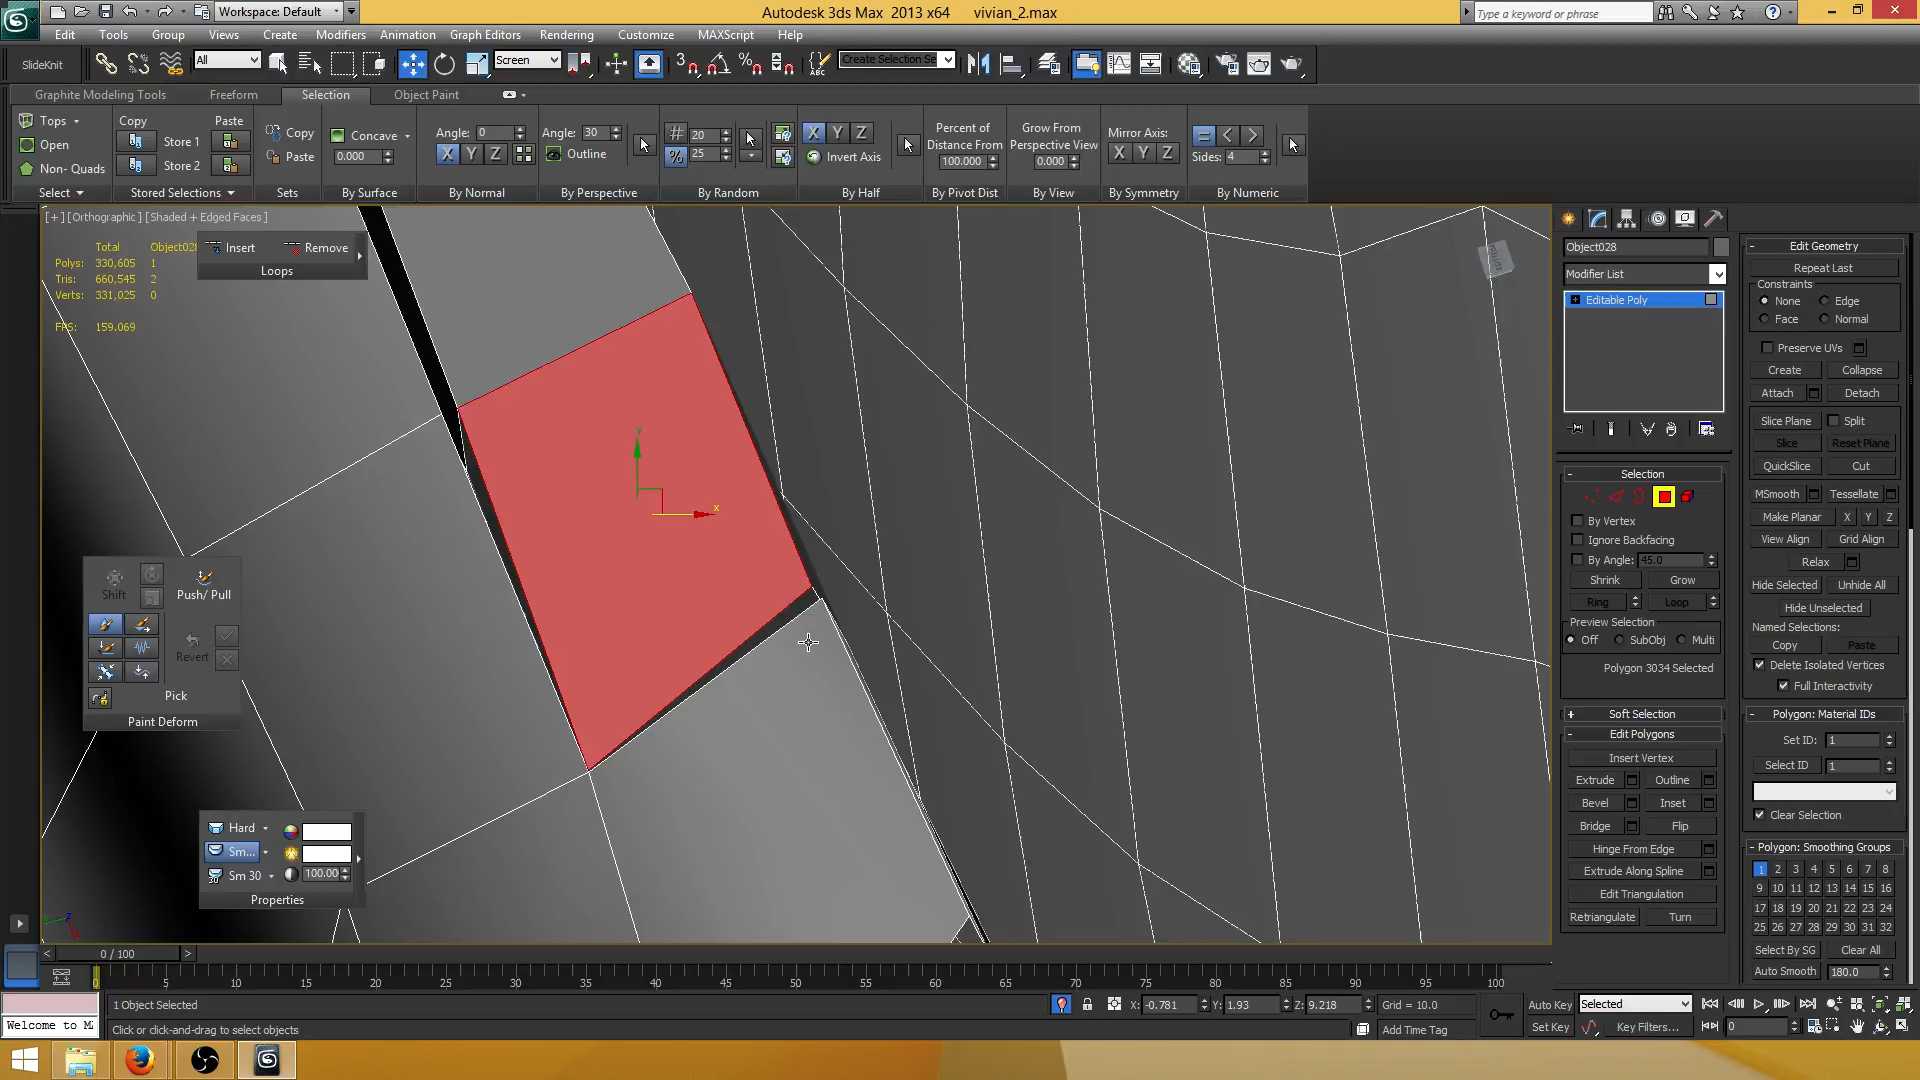 Workspace: Default
Autodesk 3ds Max 2013 x64 vivian_2.max
Type a keyword or phrase
Edit Tools Group Views Create Modifiers Animation Graph Editors Rendering Customize MAXScript Help
SlideKnit All Screen Create Selection Se
Graphite Modeling Tools Freeform Selection Object Paint
Tops Copy Paste Copy Concave Angle: 0 Angle: 30 20 X Y Z Percent of Grow From Mirror Axis:
Open Store 1 Paste 0.000 X Y Z Outline 25 Invert Axis Distance From Perspective View X Y Z Sides: 4
Non- Quads Store 2 100.000 0.000
Select Stored Selections Sets By Surface By Normal By Perspective By Random By Half By Pivot Dist By View By Symmetry By Numeric
[+] [Orthographic] [Shaded + Edged Faces]
Total Object028
Polys: 330,605 1
Tris: 660,545 2
Verts: 331,025 0
FPS: 159.069
Insert Remove
Loops
y
x
Shift Push/ Pull
Revert
Pick
Paint Deform
Hard
Sm...
Sm 30 100.00
Properties
Object028
Modifier List
Editable Poly
Selection
By Vertex
Ignore Backfacing
By Angle: 45.0
Shrink Grow
Ring Loop
Preview Selection
Off SubObj Multi
Polygon 3034 Selected
Soft Selection
Edit Polygons
Insert Vertex
Extrude Outline
Bevel Inset
Bridge Flip
Hinge From Edge
Extrude Along Spline
Edit Triangulation
Retriangulate Turn
Edit Geometry
Repeat Last
Constraints
None Edge
Face Normal
Preserve UVs
Create Collapse
Attach Detach
Slice Plane Split
Slice Reset Plane
QuickSlice Cut
MSmooth Tessellate
Make Planar X Y Z
View Align Grid Align
Relax
Hide Selected Unhide All
Hide Unselected
Named Selections:
Copy Paste
Delete Isolated Vertices
Full Interactivity
Polygon: Material IDs
Set ID: 1
Select ID 1
Clear Selection
Polygon: Smoothing Groups
1 2 3 4 5 6 7 8
9 10 11 12 13 14 15 16
17 18 19 20 21 22 23 24
25 26 27 28 29 30 31 32
Select By SG Clear All
Auto Smooth 180.0
0 / 100
5 10 15 20 25 30 35 40 45 50 55 60 65 70 75 80 85 90 95 100
1 Object Selected X: -0.781 Y: 1.93 Z: 9.218 Grid = 10.0 Auto Key Selected
Welcome to M Click or click-and-drag to select objects Add Time Tag Set Key Key Filters... 0